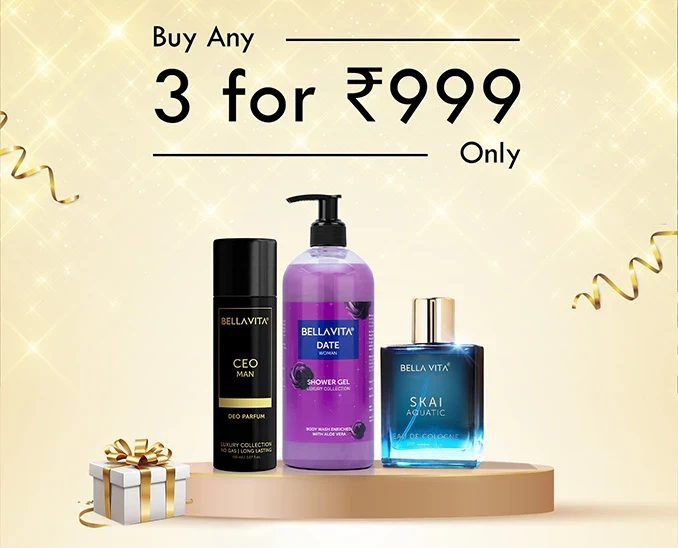 Buy Any
3 for ₹999
Only
BELLAVITA®
CEO
MAN
DEO PARFUM
LUXURY COLLECTION
NO GAS | LONG LASTING
BELLAVITA®
DATE
WOMAN
SHOWER GEL
LUXURY COLLECTION
BODY WASH ENRICHED
WITH ALOE VERA
BELLA VITA®
SKAI
AQUATIC
EAU DE COLOGNE